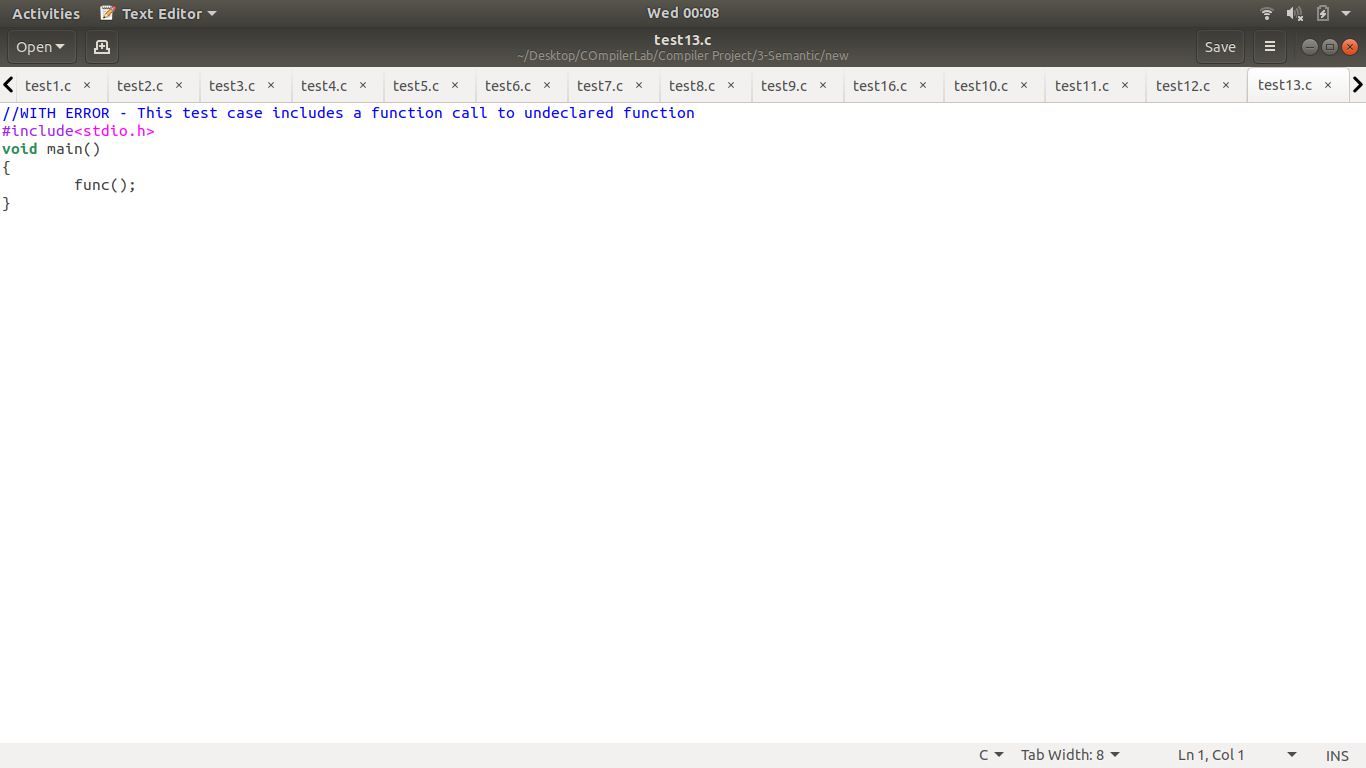 Activities Text Editor Wed 00:08
Open test13.c Save
~/Desktop/COmpilerLab/Compiler Project/3-Semantic/new
test1.c × test2.c × test3.c × test4.c × test5.c × test6.c × test7.c × test8.c × test9.c × test16.c × test10.c × test11.c × test12.c × test13.c ×
//WITH ERROR - This test case includes a function call to undeclared function
#include<stdio.h>
void main()
{
        func();
}
C Tab Width: 8 Ln 1, Col 1 INS